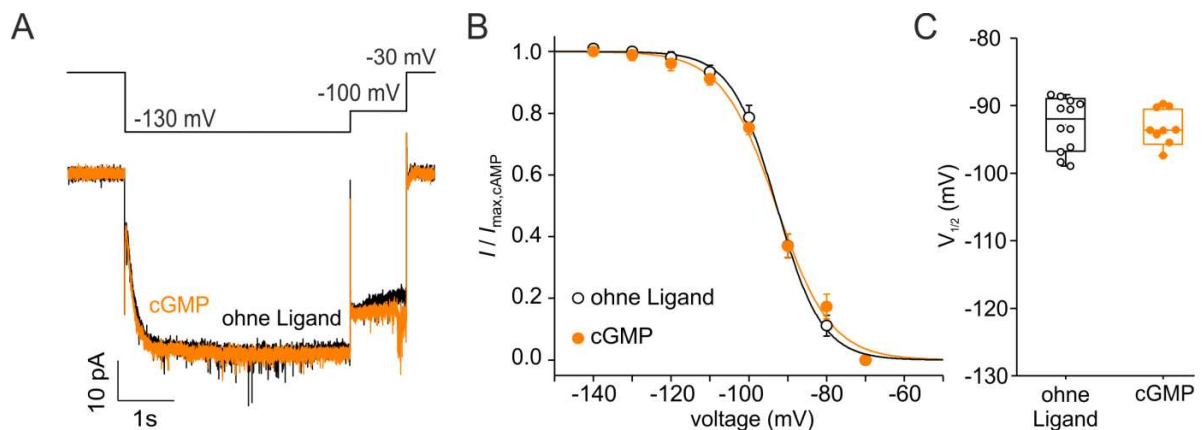 A
-30 mV
-100 mV
-130 mV
cGMP
ohne Ligand
10 pA
1s
B
I / Imax,cAMP
1.0
0.8
0.6
0.4
0.2
0.0
ohne Ligand
cGMP
-140 -120 -100 -80 -60
voltage (mV)
C
V1/2 (mV)
-80
-90
-100
-110
-120
-130
ohne
Ligand
cGMP